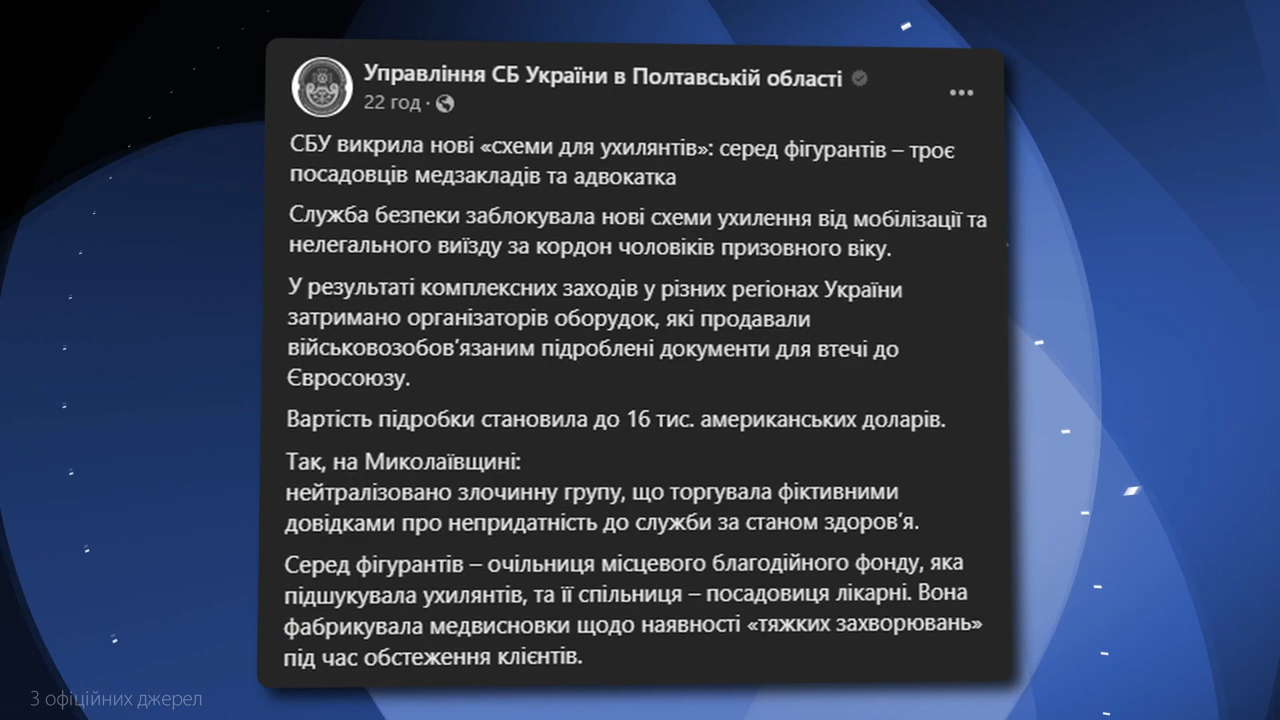 Управління СБ України в Полтавській області
22 год ·
СБУ викрила нові «схеми для ухилянтів»: серед фігурантів – троє
посадовців медзакладів та адвокатка
Служба безпеки заблокувала нові схеми ухилення від мобілізації та
нелегального виїзду за кордон чоловіків призовного віку.
У результаті комплексних заходів у різних регіонах України
затримано організаторів оборудок, які продавали
військовозобов’язаним підроблені документи для втечі до
Євросоюзу.
Вартість підробки становила до 16 тис. американських доларів.
Так, на Миколаївщині:
нейтралізовано злочинну групу, що торгувала фіктивними
довідками про непридатність до служби за станом здоров’я.
Серед фігурантів – очільниця місцевого благодійного фонду, яка
підшукувала ухилянтів, та її спільниця – посадовиця лікарні. Вона
фабрикувала медвисновки щодо наявності «тяжких захворювань»
під час обстеження клієнтів.
З офіційних джерел